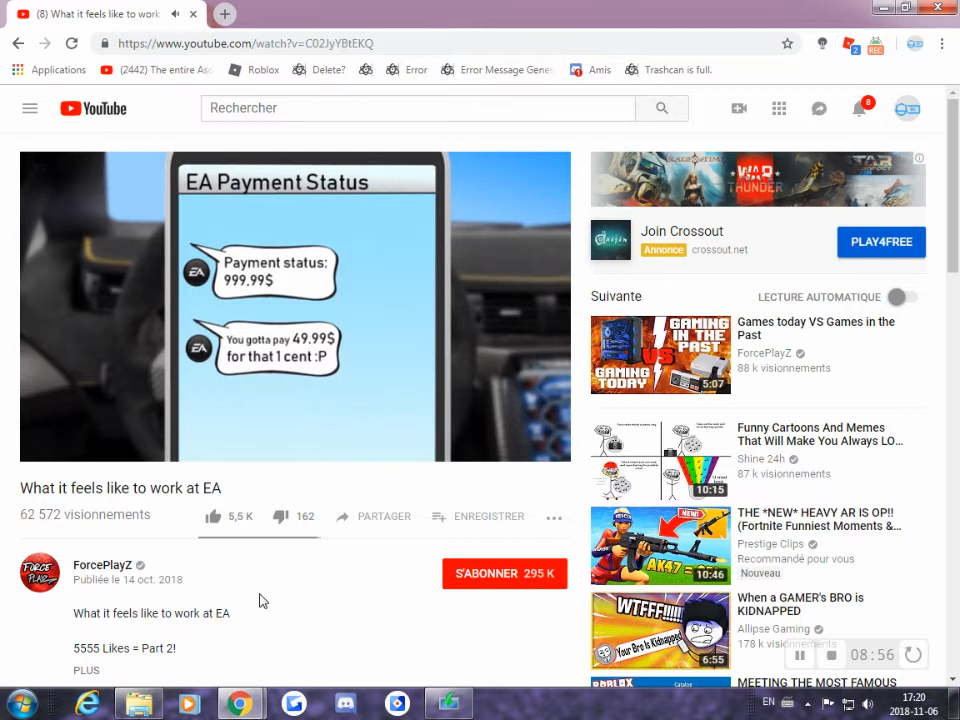 (8) What it feels like to work
https://www.youtube.com/watch?v=C02JyYBtEKQ
2
REC
Applications
(2442) The entire Asd
Roblox
Delete?
Error
Error Message Gene
Amis
Trashcan is full.
YouTube
Rechercher
8
EA Payment Status
EA
Payment status:
999.99$
EA
You gotta pay 49.99$
for that 1 cent :P
WAR
THUNDER
Join Crossout
Annonce crossout.net
PLAY4FREE
Suivante
LECTURE AUTOMATIQUE
GAMING
IN THE
PAST
VS
GAMING
TODAY
5:07
Games today VS Games in the
Past
ForcePlayZ
88 k visionnements
10:15
Funny Cartoons And Memes
That Will Make You Always LO...
Shine 24h
87 k visionnements
NEW!
AK47
10:46
THE *NEW* HEAVY AR IS OP!!
(Fortnite Funniest Moments &...
Prestige Clips
Recommandé pour vous
Nouveau
WTFFF!!!!
Your Bro Is Kidnapped
6:55
When a GAMER's BRO is
KIDNAPPED
Allipse Gaming
178 k visio
08:56
Catalog
MEETING THE MOST FAMOUS
What it feels like to work at EA
62 572 visionnements
5,5 K
162
PARTAGER
ENREGISTRER
FORCE
PLAYZ
ForcePlayZ
Publiée le 14 oct. 2018
S'ABONNER 295 K
What it feels like to work at EA
5555 Likes = Part 2!
PLUS
EN
17:20
2018-11-06